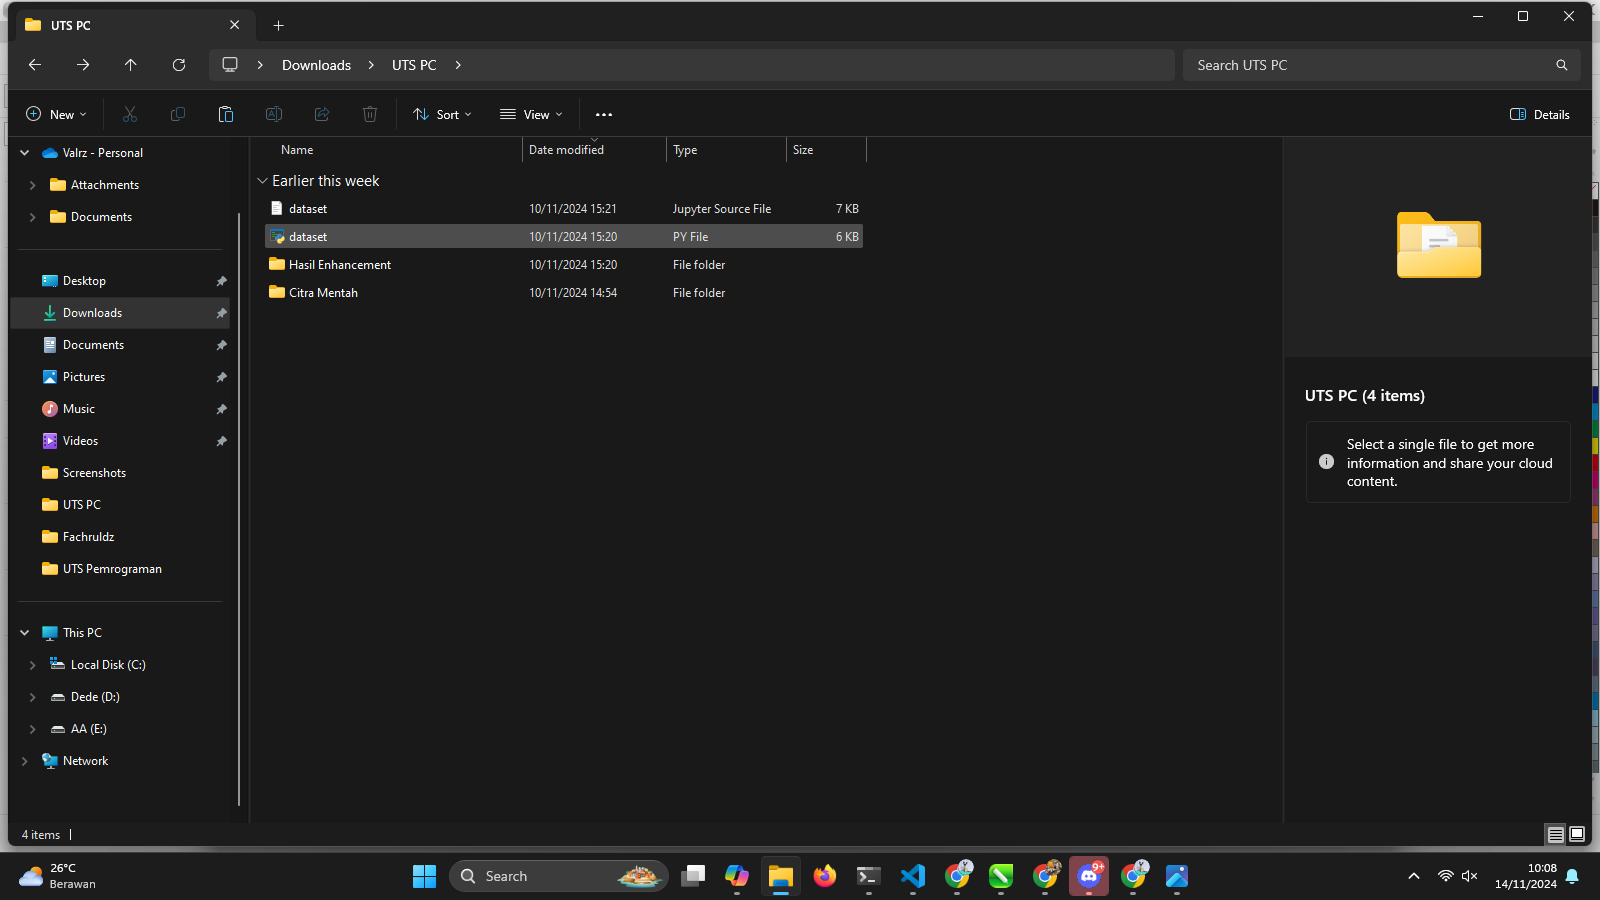 UTS PC
Downloads
UTS PC
Search UTS PC
New
Sort
View
Details
Valrz - Personal
Attachments
Documents
Desktop
Downloads
Documents
Pictures
Music
Videos
Screenshots
UTS PC
Fachruldz
UTS Pemrograman
This PC
Local Disk (C:)
Dede (D:)
AA (E:)
Network
Name Date modified Type Size
Earlier this week
dataset 10/11/2024 15:21 Jupyter Source File 7 KB
dataset 10/11/2024 15:20 PY File 6 KB
Hasil Enhancement 10/11/2024 15:20 File folder
Citra Mentah 10/11/2024 14:54 File folder
UTS PC (4 items)
Select a single file to get more
information and share your cloud
content.
4 items
26°C
Berawan
Search
9+
10:08
14/11/2024